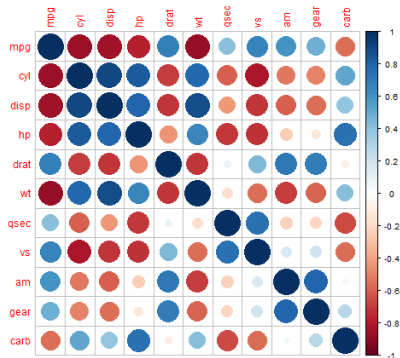 mpg cyl disp hp drat wt qsec vs am gear carb
mpg
cyl
disp
hp
drat
wt
qsec
vs
am
gear
carb
1
0.8
0.6
0.4
0.2
0
-0.2
-0.4
-0.6
-0.8
-1